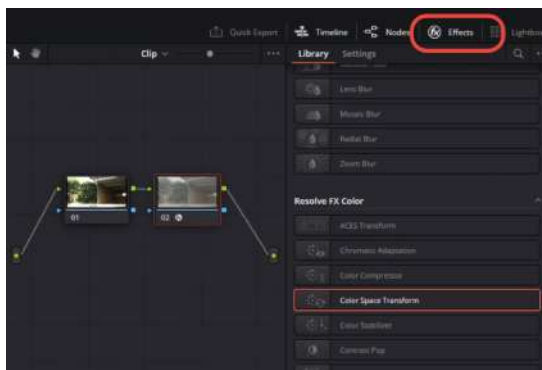 Quick Export Timeline Nodes Effects Lightbox
Clip Library Settings
Lens Blur
Mosaic Blur
Radial Blur
Zoom Blur
01 02
Resolve FX Color
ACES Transform
Chromatic Adaptation
Color Compressor
Color Space Transform
Color Stabilizer
Contrast Pop